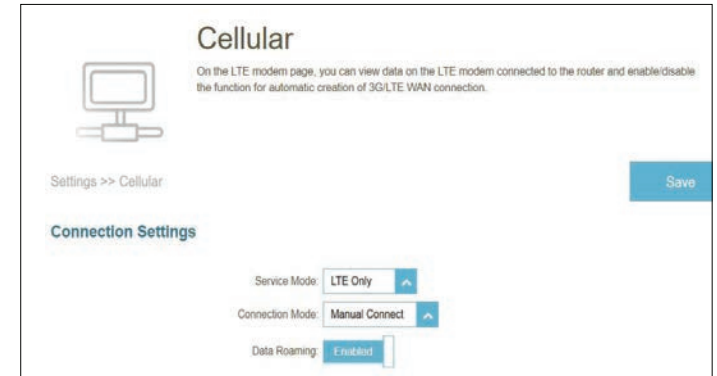 Cellular
On the LTE modem page, you can view data on the LTE modem connected to the router and enable/disable
the function for automatic creation of 3G/LTE WAN connection.
Settings >> Cellular
Save
Connection Settings
Service Mode: LTE Only
Connection Mode: Manual Connect
Data Roaming: Enabled